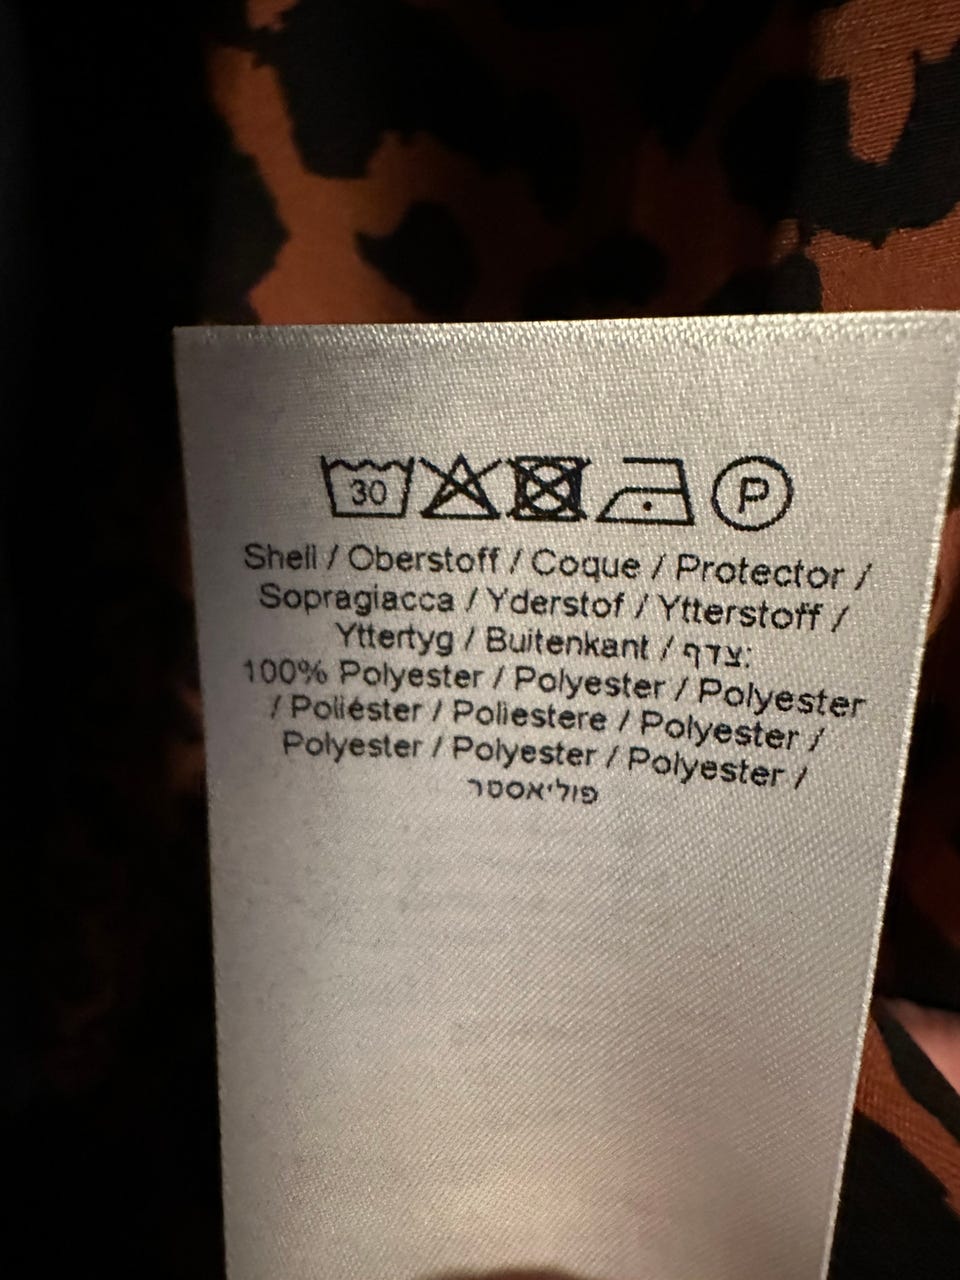 30 P
Shell / Oberstoff / Coque / Protector /
Sopragiacca / Yderstof / Ytterstoff /
Yttertyg / Buitenkant / צדף:
100% Polyester / Polyester / Polyester
/ Poliéster / Poliestere / Polyester /
Polyester / Polyester / Polyester /
פוליאסטר